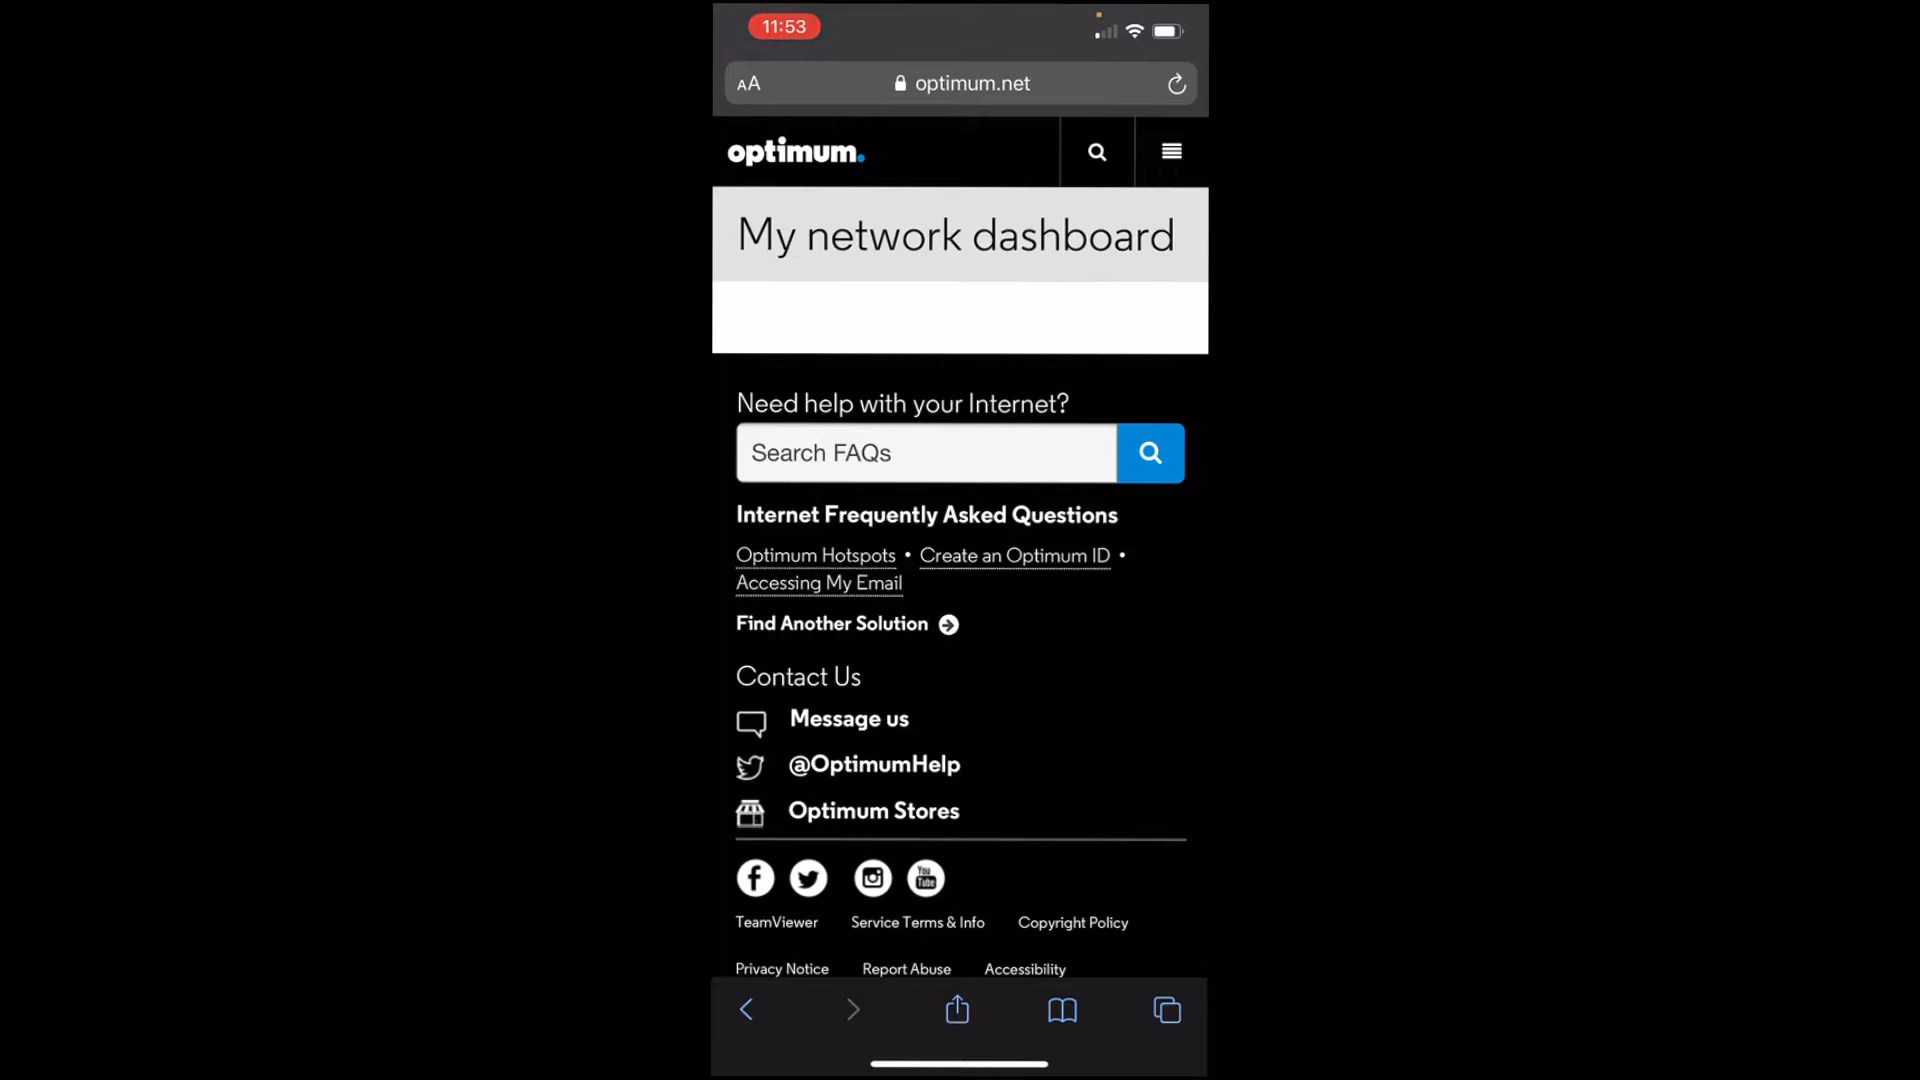 11:53
AA optimum.net
optimum.
My network dashboard
Need help with your Internet?
Search FAQs
Internet Frequently Asked Questions
Optimum Hotspots • Create an Optimum ID •
Accessing My Email
Find Another Solution
Contact Us
Message us
@OptimumHelp
Optimum Stores
You Tube
TeamViewer Service Terms & Info Copyright Policy
Privacy Notice Report Abuse Accessibility